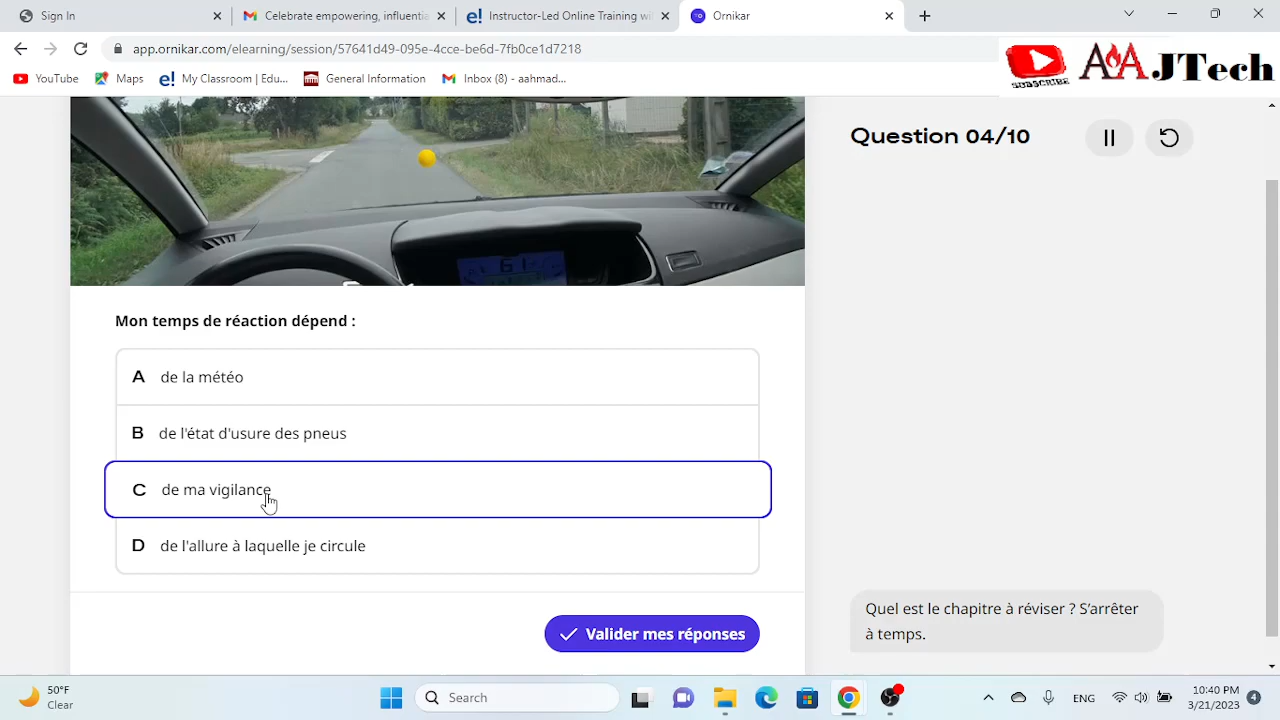 Sign In
Celebrate empowering, influent
Instructor-Led Online Training wi
Ornikar
app.ornikar.com/elearning/session/57641d49-095e-4cce-be6d-7fb0ce1d7218
YouTube
Maps
e! My Classroom | Edu...
General Information
Inbox (8) - aahmad...
SUBSCRIBE
AAJTech
Question 04/10
61
Mon temps de réaction dépend :
A de la météo
B de l'état d'usure des pneus
C de ma vigilance
D de l'allure à laquelle je circule
Valider mes réponses
Quel est le chapitre à réviser ? S’arrêter
à temps.
50°F
Clear
Search
ENG
10:40 PM
3/21/2023
4